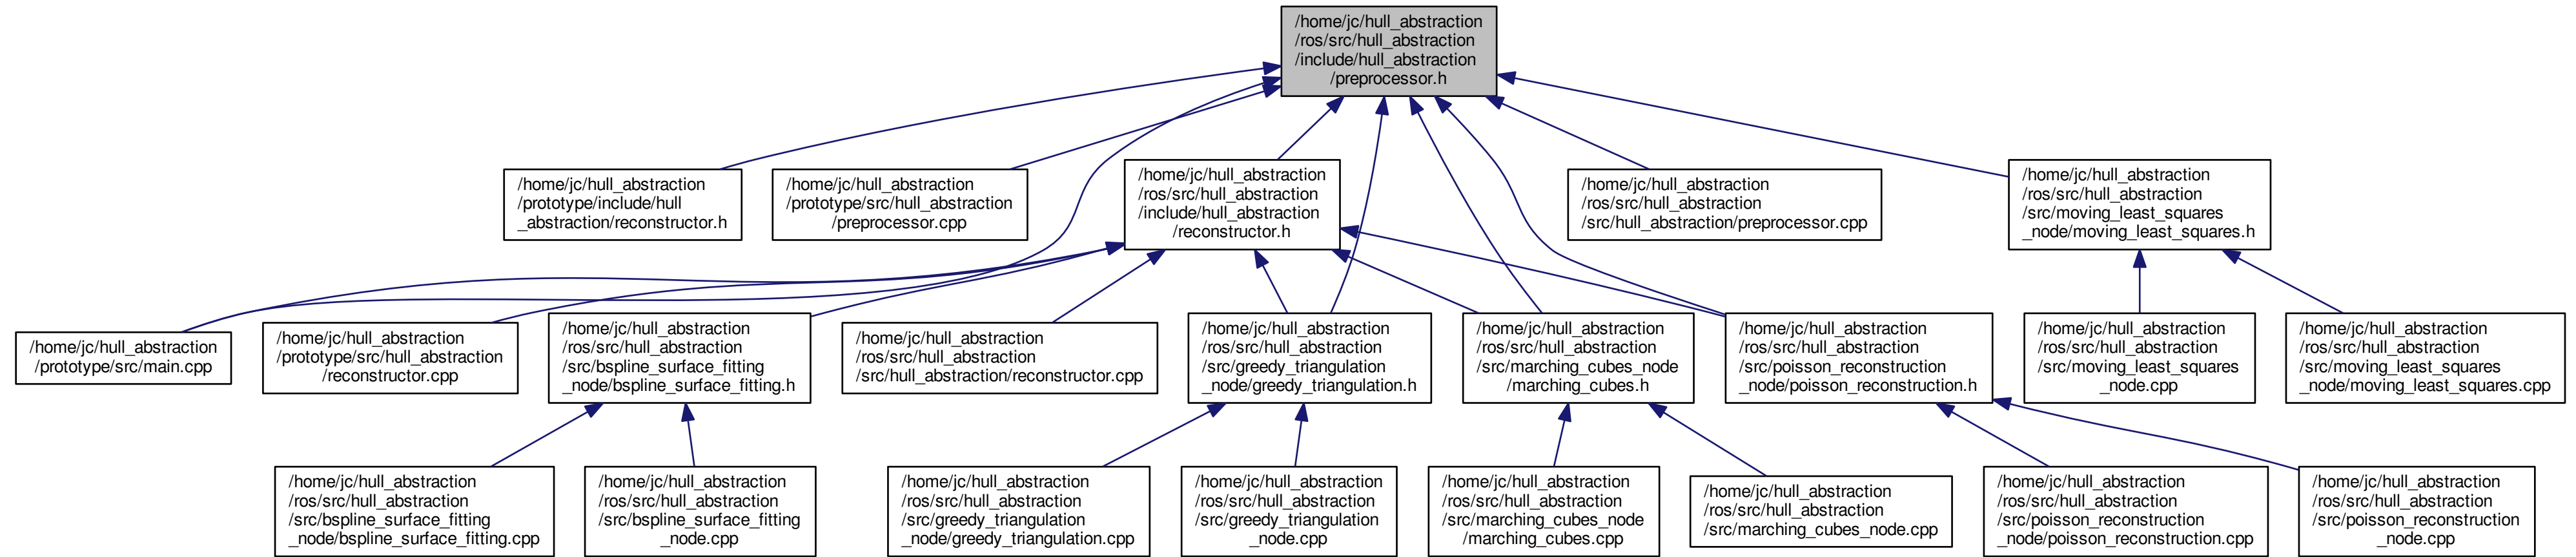 /home/jc/hull_abstraction
/ros/src/hull_abstraction
/include/hull_abstraction
/preprocessor.h
/home/jc/hull_abstraction
/prototype/include/hull
_abstraction/reconstructor.h
/home/jc/hull_abstraction
/prototype/src/hull_abstraction
/preprocessor.cpp
/home/jc/hull_abstraction
/ros/src/hull_abstraction
/include/hull_abstraction
/reconstructor.h
/home/jc/hull_abstraction
/ros/src/hull_abstraction
/src/hull_abstraction/preprocessor.cpp
/home/jc/hull_abstraction
/ros/src/hull_abstraction
/src/moving_least_squares
_node/moving_least_squares.h
/home/jc/hull_abstraction
/prototype/src/main.cpp
/home/jc/hull_abstraction
/prototype/src/hull_abstraction
/reconstructor.cpp
/home/jc/hull_abstraction
/ros/src/hull_abstraction
/src/bspline_surface_fitting
_node/bspline_surface_fitting.h
/home/jc/hull_abstraction
/ros/src/hull_abstraction
/src/hull_abstraction/reconstructor.cpp
/home/jc/hull_abstraction
/ros/src/hull_abstraction
/src/greedy_triangulation
_node/greedy_triangulation.h
/home/jc/hull_abstraction
/ros/src/hull_abstraction
/src/marching_cubes_node
/marching_cubes.h
/home/jc/hull_abstraction
/ros/src/hull_abstraction
/src/poisson_reconstruction
_node/poisson_reconstruction.h
/home/jc/hull_abstraction
/ros/src/hull_abstraction
/src/moving_least_squares
_node.cpp
/home/jc/hull_abstraction
/ros/src/hull_abstraction
/src/moving_least_squares
_node/moving_least_squares.cpp
/home/jc/hull_abstraction
/ros/src/hull_abstraction
/src/bspline_surface_fitting
_node/bspline_surface_fitting.cpp
/home/jc/hull_abstraction
/ros/src/hull_abstraction
/src/bspline_surface_fitting
_node.cpp
/home/jc/hull_abstraction
/ros/src/hull_abstraction
/src/greedy_triangulation
_node/greedy_triangulation.cpp
/home/jc/hull_abstraction
/ros/src/hull_abstraction
/src/greedy_triangulation
_node.cpp
/home/jc/hull_abstraction
/ros/src/hull_abstraction
/src/marching_cubes_node
/marching_cubes.cpp
/home/jc/hull_abstraction
/ros/src/hull_abstraction
/src/marching_cubes_node.cpp
/home/jc/hull_abstraction
/ros/src/hull_abstraction
/src/poisson_reconstruction
_node/poisson_reconstruction.cpp
/home/jc/hull_abstraction
/ros/src/hull_abstraction
/src/poisson_reconstruction
_node.cpp